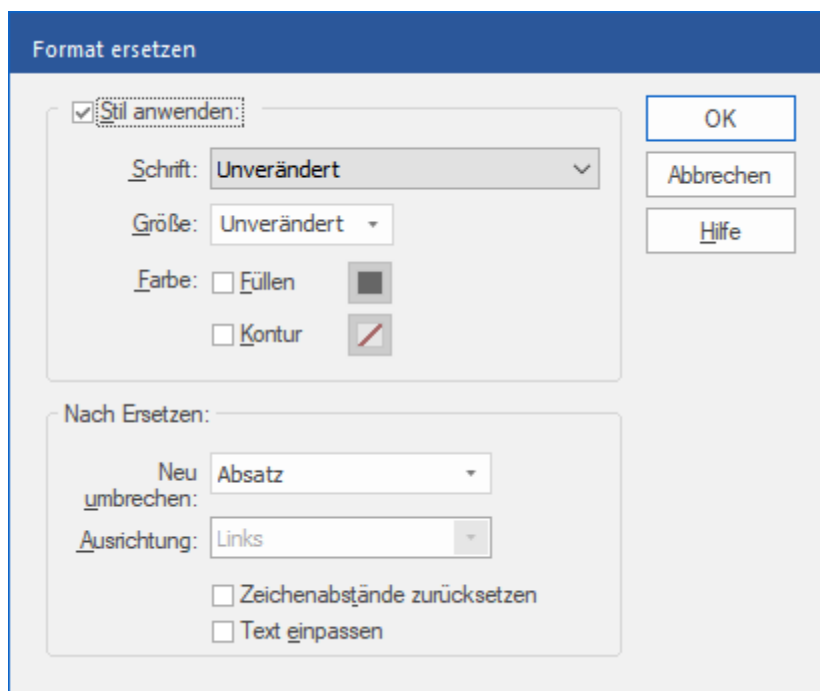 Format ersetzen
Stil anwenden:
OK
Schrift: Unverändert
Abbrechen
Größe: Unverändert
Hilfe
Farbe: Füllen
Kontur
Nach Ersetzen:
Neu
umbrechen:
Absatz
Ausrichtung: Links
Zeichenabstände zurücksetzen
Text einpassen